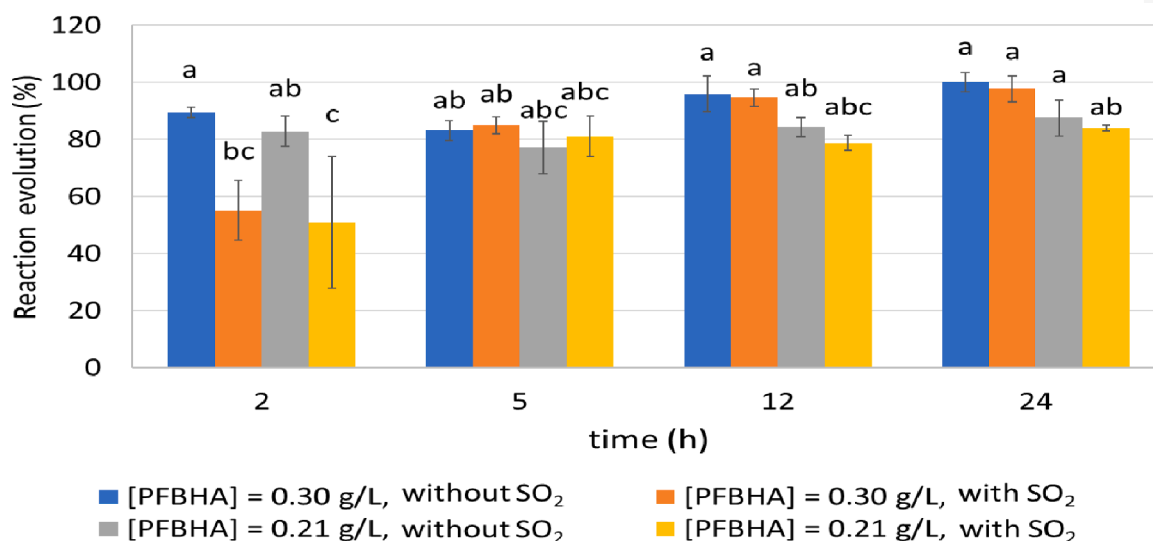 120
100
80
60
40
20
0
Reaction evolution (%)
a
bc
ab
c
ab
ab
abc
abc
a
a
ab
abc
a
a
a
ab
2 5 12 24
time (h)
[PFBHA] = 0.30 g/L, without SO₂ [PFBHA] = 0.30 g/L, with SO₂
[PFBHA] = 0.21 g/L, without SO₂ [PFBHA] = 0.21 g/L, with SO₂